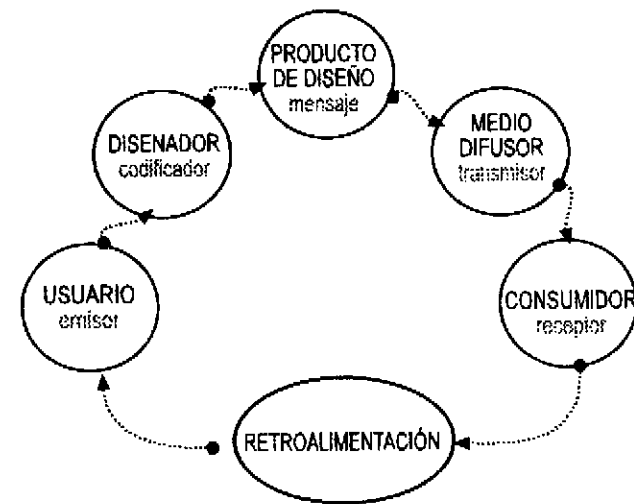 PRODUCTO
DE DISEÑO
mensaje
DISENADOR
codificador
MEDIO
DIFUSOR
transmisor
USUARIO
emisor
CONSUMIDOR
receptor
RETROALIMENTACIÓN